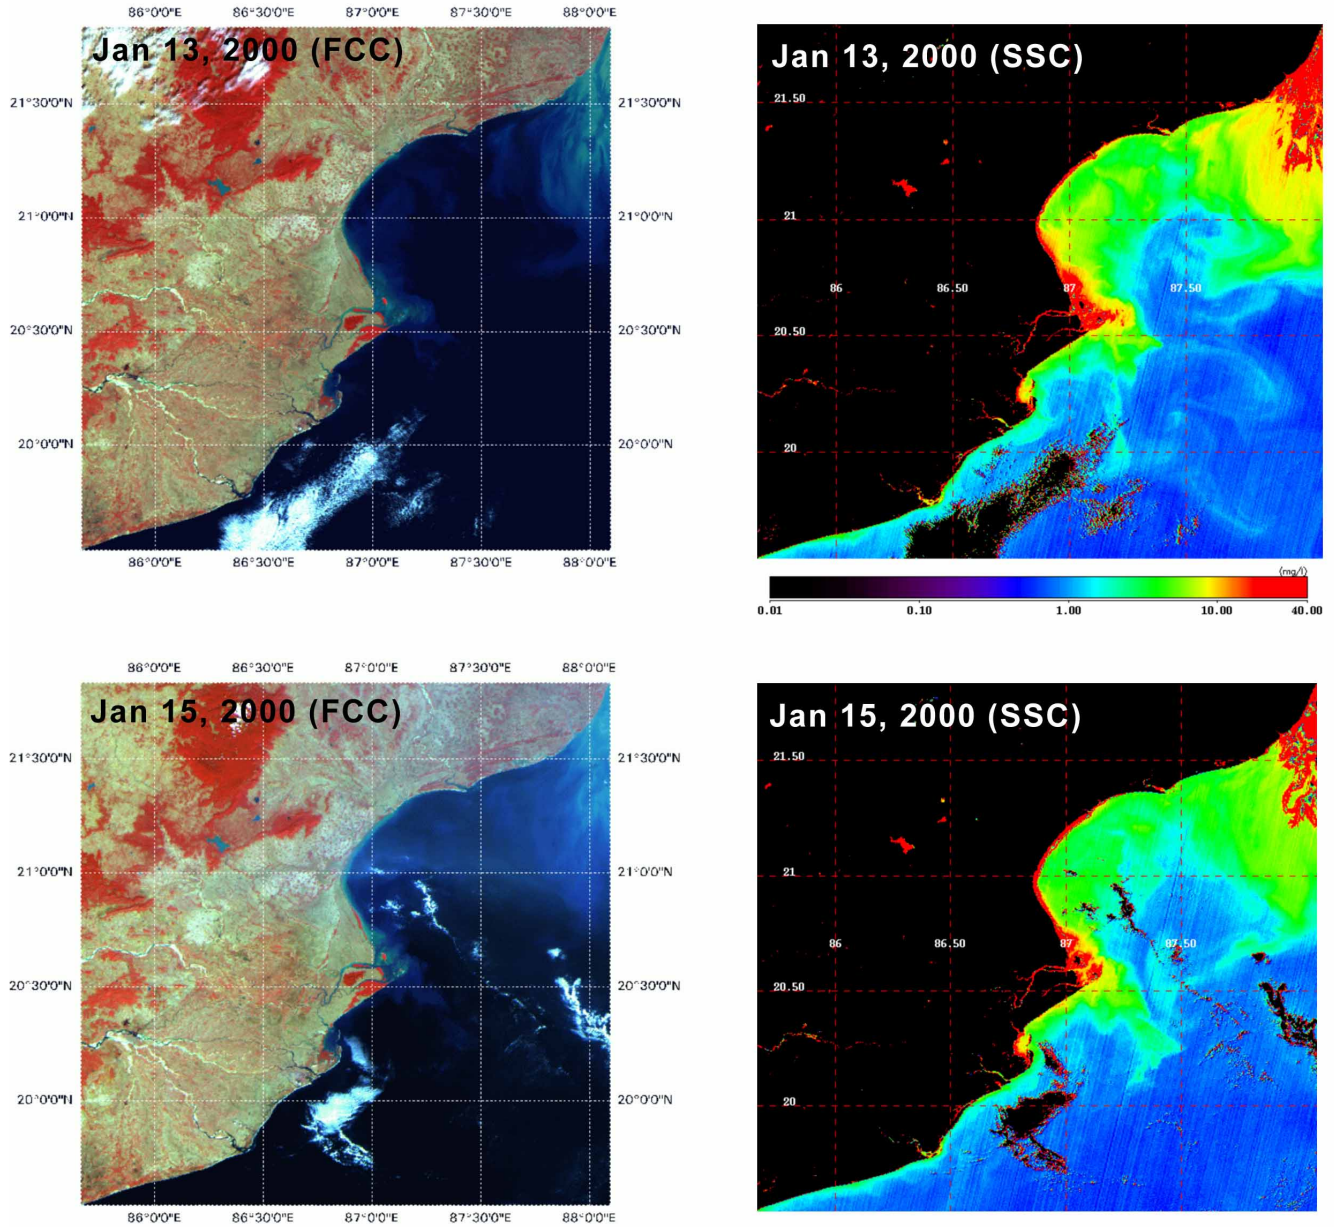 86°0'0"E 86°30'0"E 87°0'0"E 87°30'0"E 88°0'0"E
Jan 13, 2000 (FCC)
21°30'0"N 21°30'0"N
21°0'0"N 21°0'0"N
20°30'0"N 20°30'0"N
20°0'0"N 20°0'0"N
86°0'0"E 86°30'0"E 87°0'0"E 87°30'0"E 88°0'0"E
Jan 13, 2000 (SSC)
21.50
21
86 86.50 87 87.50
20.50
20
(mg/l)
0.01 0.10 1.00 10.00 40.00
86°0'0"E 86°30'0"E 87°0'0"E 87°30'0"E 88°0'0"E
Jan 15, 2000 (FCC)
21°30'0"N 21°30'0"N
21°0'0"N 21°0'0"N
20°30'0"N 20°30'0"N
20°0'0"N 20°0'0"N
86°0'0"E 86°30'0"E 87°0'0"E 87°30'0"E 88°0'0"E
Jan 15, 2000 (SSC)
21.50
21
86 86.50 87 87.50
20.50
20